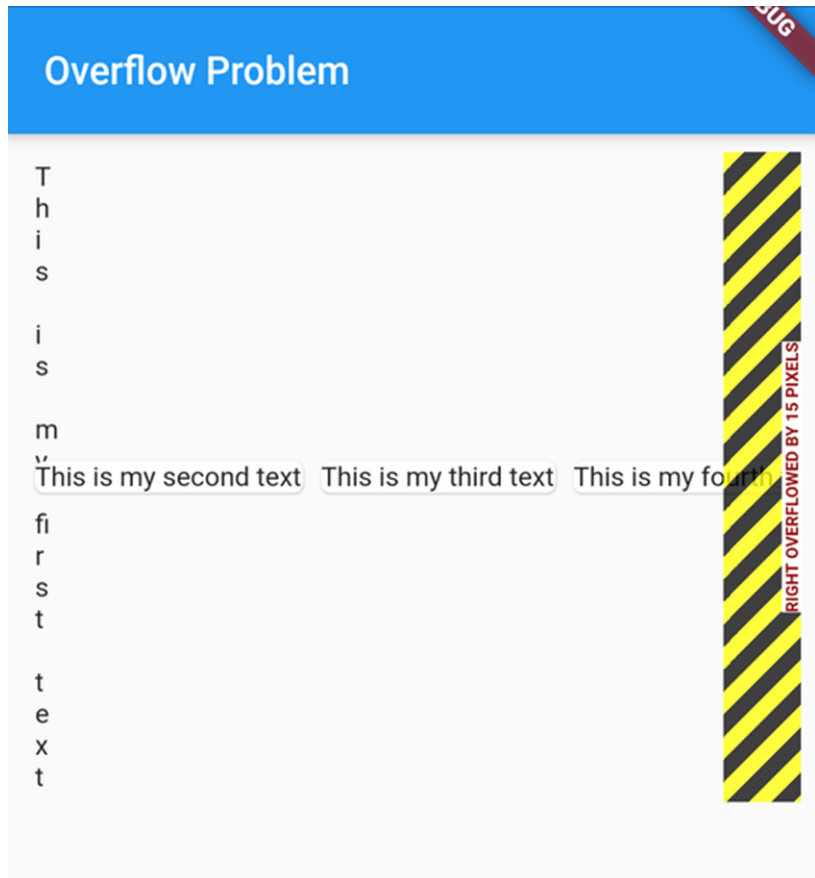 Overflow Problem
BUG
T
h
i
s
i
s
m
y
This is my second text
This is my third text
This is my fourth
fi
r
s
t
t
e
x
t
RIGHT OVERFLOWED BY 15 PIXELS